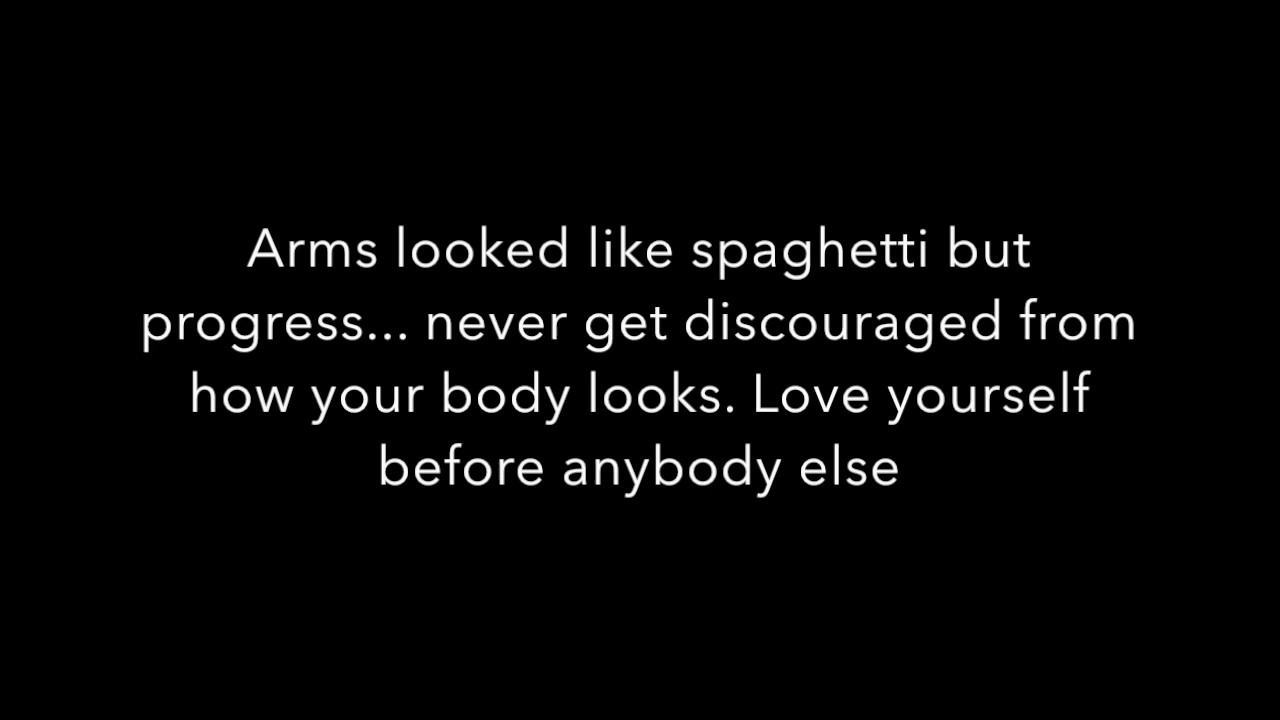 Arms looked like spaghetti but
progress... never get discouraged from
how your body looks. Love yourself
before anybody else